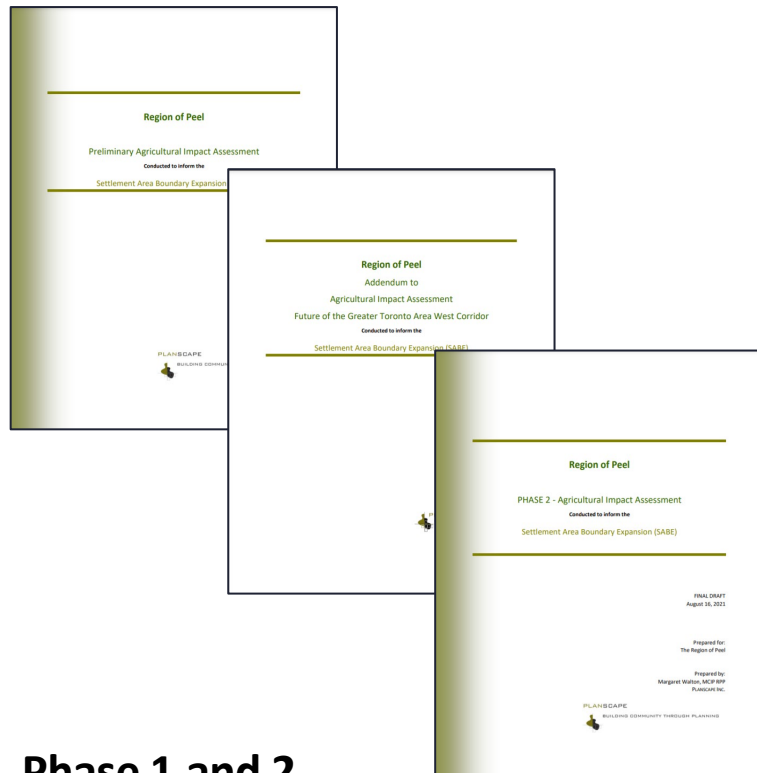 Region of Peel
Preliminary Agricultural Impact Assessment
Conducted to inform the
Settlement Area Boundary Expansion
PLANSCAPE
BUILDING
Region of Peel
Addendum to
Agricultural Impact Assessment
Future of the Greater Toronto Area West Corridor
Conducted to inform the
Settlement Area Boundary Expansion (SABE)
Region of Peel
PHASE 2 - Agricultural Impact Assessment
Conducted to inform the
Settlement Area Boundary Expansion (SABE)
FINAL DRAFT
August 16, 2021
Prepared for:
The Region of Peel
Prepared by:
Margaret Walton, MCIP RPP
PLANSCAPE INC.
PLANSCAPE
BUILDING COMMUNITY THROUGH PLANNING
Phase 1 and 2